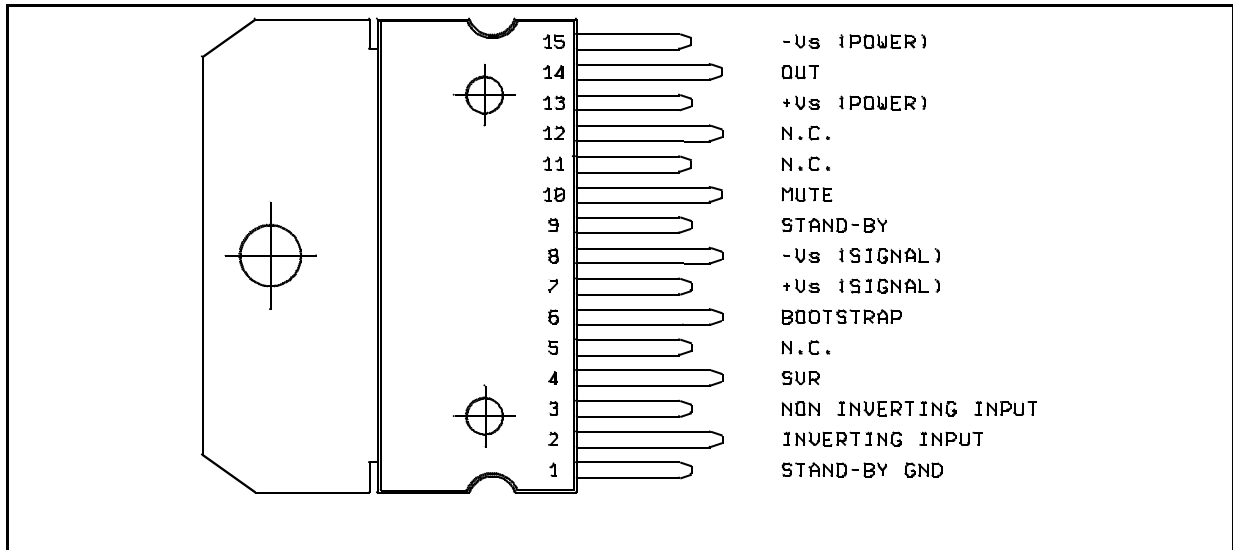 15 -Vs (POWER)
14 OUT
13 +Vs (POWER)
12 N.C.
11 N.C.
10 MUTE
9 STAND-BY
8 -Vs (SIGNAL)
7 +Vs (SIGNAL)
6 BOOTSTRAP
5 N.C.
4 SVR
3 NON INVERTING INPUT
2 INVERTING INPUT
1 STAND-BY GND